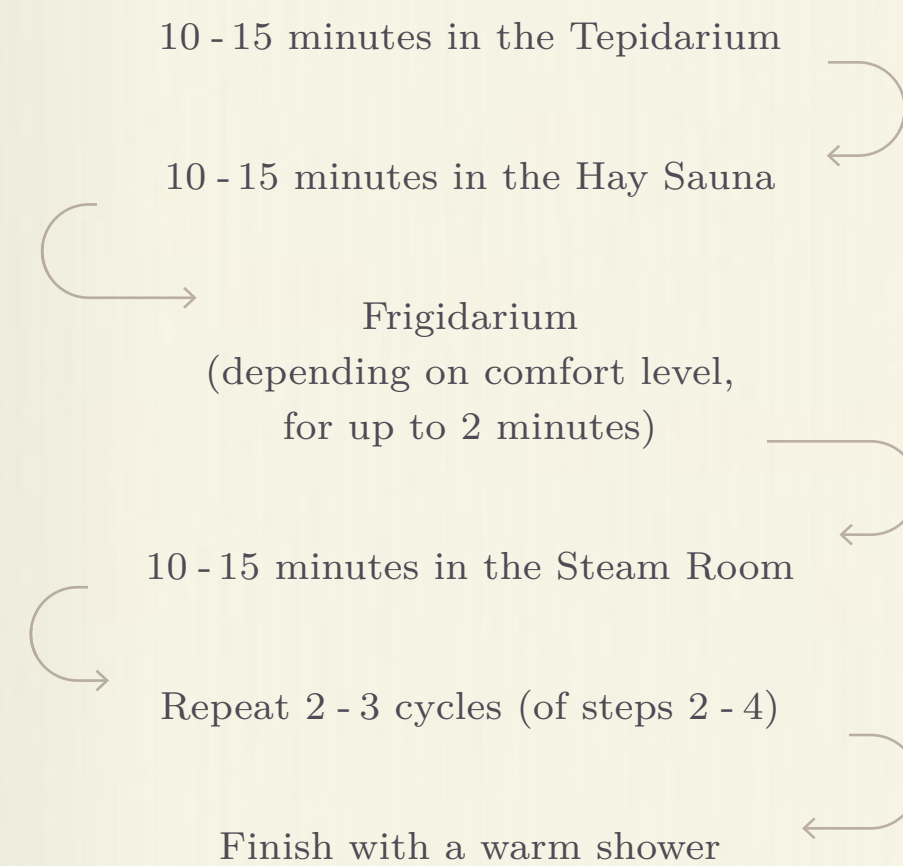 10 - 15 minutes in the Tepidarium
10 - 15 minutes in the Hay Sauna
Frigidarium
(depending on comfort level,
for up to 2 minutes)
10 - 15 minutes in the Steam Room
Repeat 2 - 3 cycles (of steps 2 - 4)
Finish with a warm shower